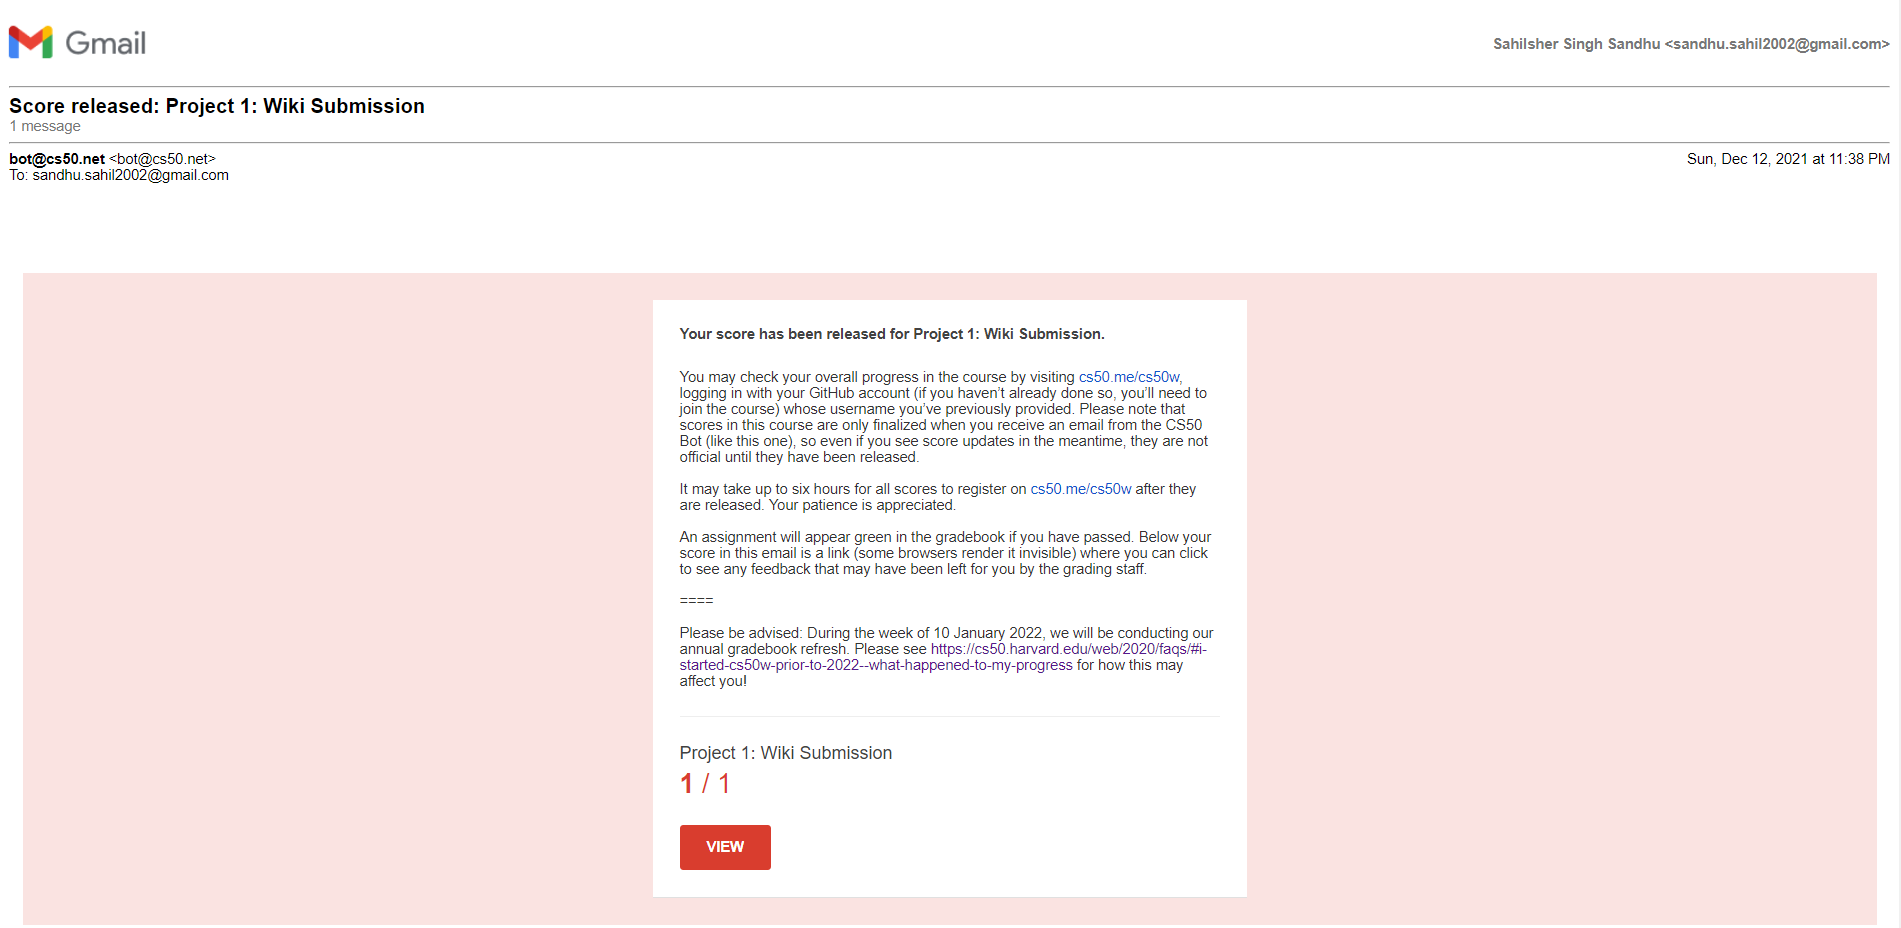 Gmail
Sahilsher Singh Sandhu <sandhu.sahil2002@gmail.com>
Score released: Project 1: Wiki Submission
1 message
bot@cs50.net <bot@cs50.net>
Sun, Dec 12, 2021 at 11:38 PM
To: sandhu.sahil2002@gmail.com
Your score has been released for Project 1: Wiki Submission.
You may check your overall progress in the course by visiting cs50.me/cs50w,
logging in with your GitHub account (if you haven’t already done so, you’ll need to
join the course) whose username you’ve previously provided. Please note that
scores in this course are only finalized when you receive an email from the CS50
Bot (like this one), so even if you see score updates in the meantime, they are not
official until they have been released.
It may take up to six hours for all scores to register on cs50.me/cs50w after they
are released. Your patience is appreciated.
An assignment will appear green in the gradebook if you have passed. Below your
score in this email is a link (some browsers render it invisible) where you can click
to see any feedback that may have been left for you by the grading staff.
====
Please be advised: During the week of 10 January 2022, we will be conducting our
annual gradebook refresh. Please see https://cs50.harvard.edu/web/2020/faqs/#i-
started-cs50w-prior-to-2022--what-happened-to-my-progress for how this may
affect you!
Project 1: Wiki Submission
1 / 1
VIEW